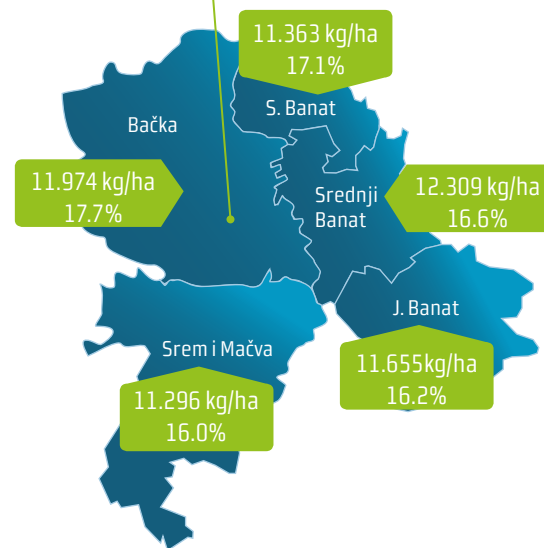 11.363 kg/ha
17.1%
S. Banat
Bačka
11.974 kg/ha
17.7%
Srednji
Banat
12.309 kg/ha
16.6%
J. Banat
11.655kg/ha
16.2%
Srem i Mačva
11.296 kg/ha
16.0%